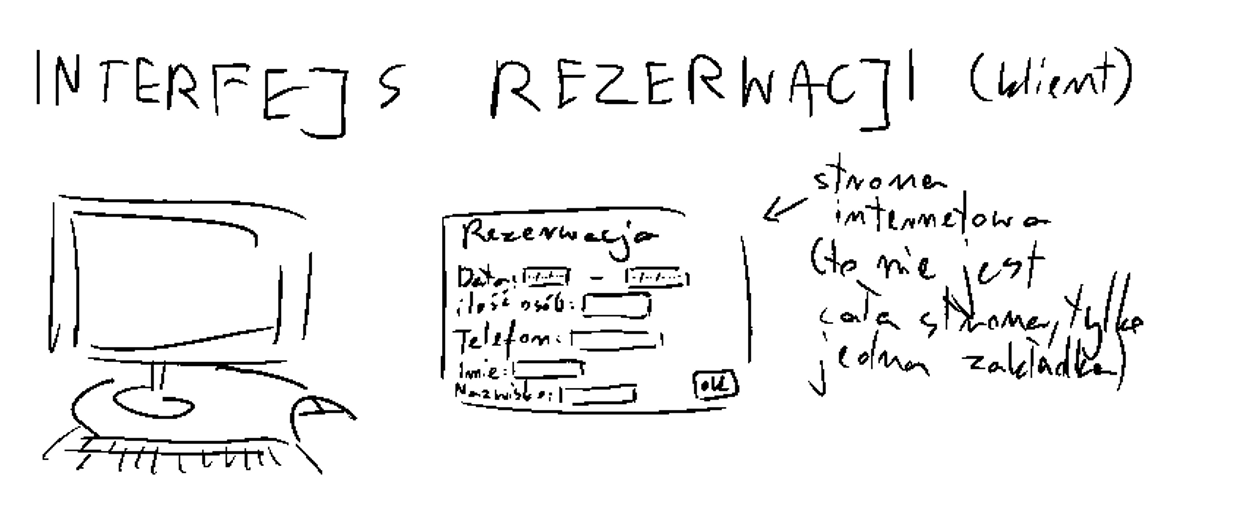 INTERFEJS REZERWACJI (klient)
strona
internetowa
(to nie jest
cała strona, tylko
jedna zakładka)
Rezerwacja
Data: -
ilość osób:
Telefon:
Imie:
Nazwisko:
ok